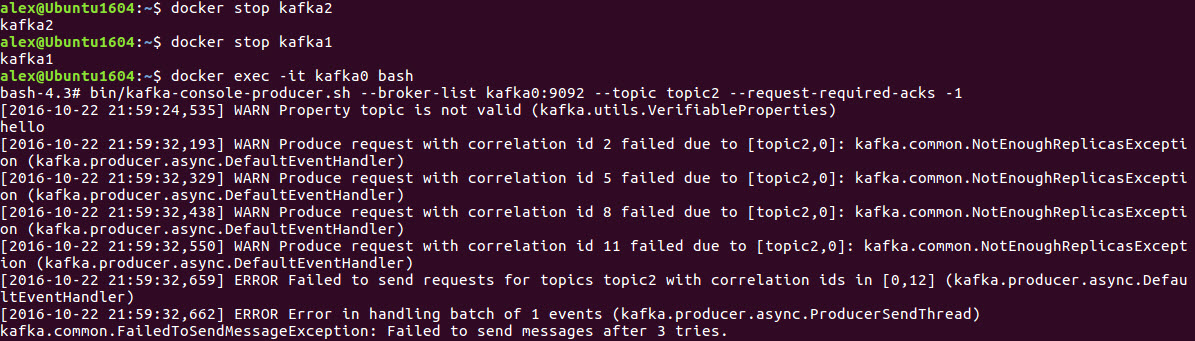 alex@Ubuntu1604:~$ docker stop kafka2
kafka2
alex@Ubuntu1604:~$ docker stop kafka1
kafka1
alex@Ubuntu1604:~$ docker exec -it kafka0 bash
bash-4.3# bin/kafka-console-producer.sh --broker-list kafka0:9092 --topic topic2 --request-required-acks -1
[2016-10-22 21:59:24,535] WARN Property topic is not valid (kafka.utils.VerifiableProperties)
hello
[2016-10-22 21:59:32,193] WARN Produce request with correlation id 2 failed due to [topic2,0]: kafka.common.NotEnoughReplicasExcepti
on (kafka.producer.async.DefaultEventHandler)
[2016-10-22 21:59:32,329] WARN Produce request with correlation id 5 failed due to [topic2,0]: kafka.common.NotEnoughReplicasExcepti
on (kafka.producer.async.DefaultEventHandler)
[2016-10-22 21:59:32,438] WARN Produce request with correlation id 8 failed due to [topic2,0]: kafka.common.NotEnoughReplicasExcepti
on (kafka.producer.async.DefaultEventHandler)
[2016-10-22 21:59:32,550] WARN Produce request with correlation id 11 failed due to [topic2,0]: kafka.common.NotEnoughReplicasExcept
ion (kafka.producer.async.DefaultEventHandler)
[2016-10-22 21:59:32,659] ERROR Failed to send requests for topics topic2 with correlation ids in [0,12] (kafka.producer.async.Defau
ltEventHandler)
[2016-10-22 21:59:32,662] ERROR Error in handling batch of 1 events (kafka.producer.async.ProducerSendThread)
kafka.common.FailedToSendMessageException: Failed to send messages after 3 tries.